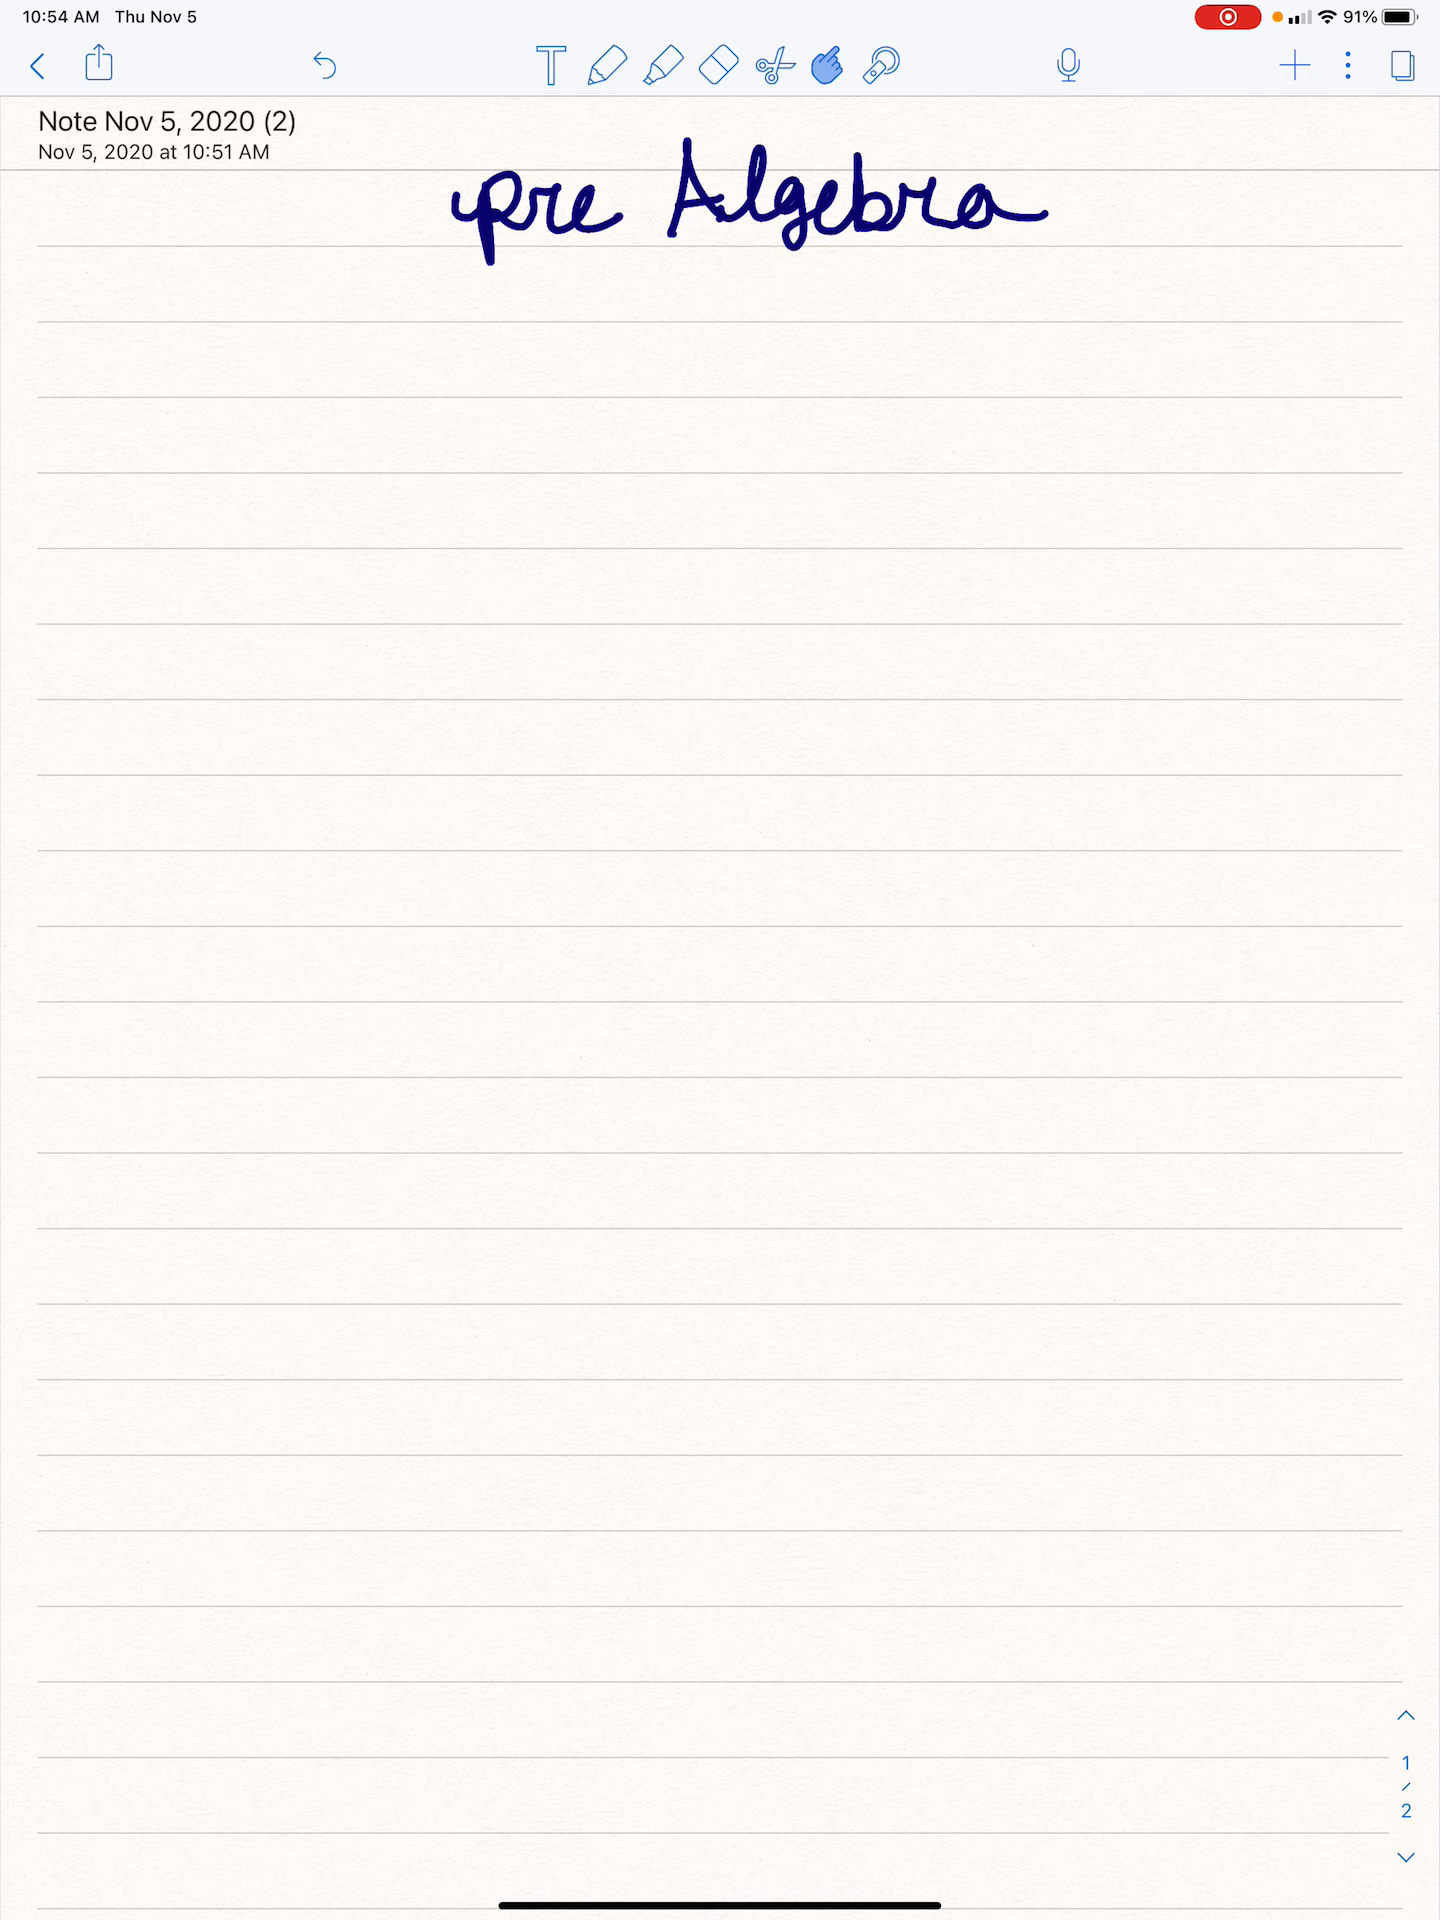 10:54 AM Thu Nov 5 91%
T
Note Nov 5, 2020 (2)
Nov 5, 2020 at 10:51 AM
pre Algebra
1
/
2